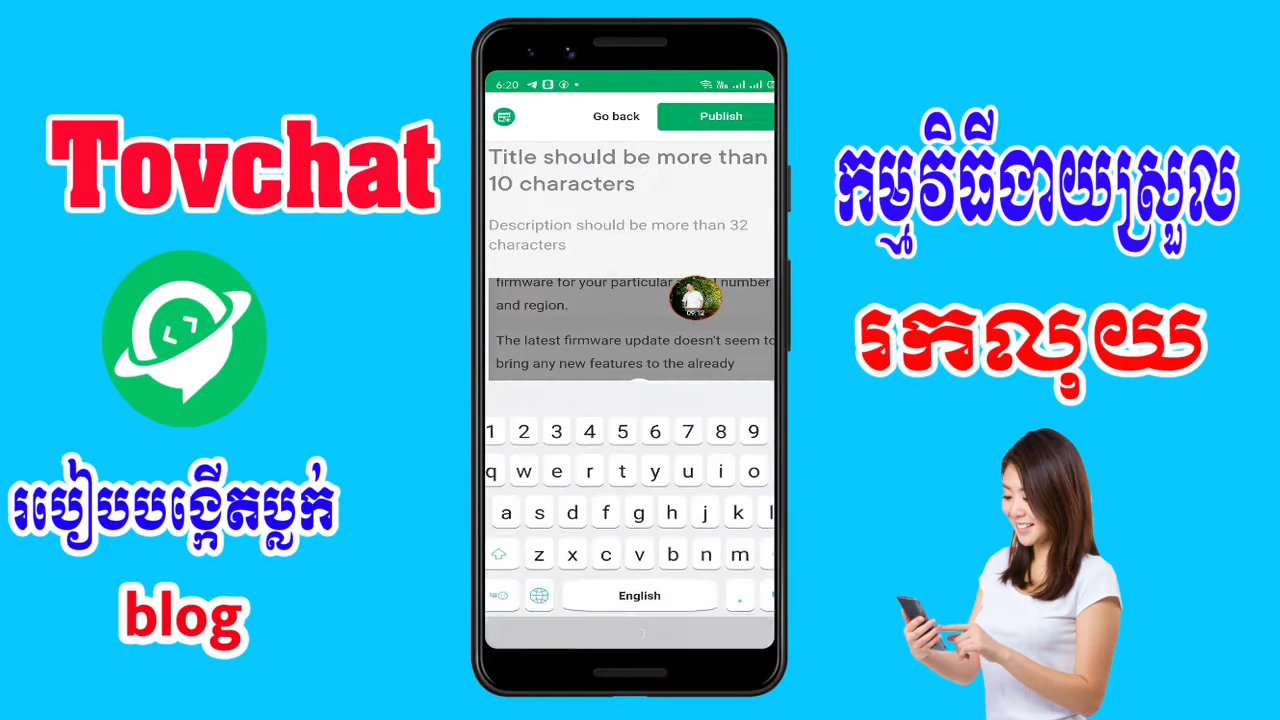 Tovchat
របៀបបង្កើតប្លក់
blog
6:20
Go back
Publish
Title should be more than
10 characters
Description should be more than 32
characters
firmware for your particular number
and region.
09:12
The latest firmware update doesn't seem to
bring any new features to the already
1 2 3 4 5 6 7 8 9
q w e r t y u i o
a s d f g h j k l
z x c v b n m
English .
កម្មវិធីងាយស្រួល
រកលុយ